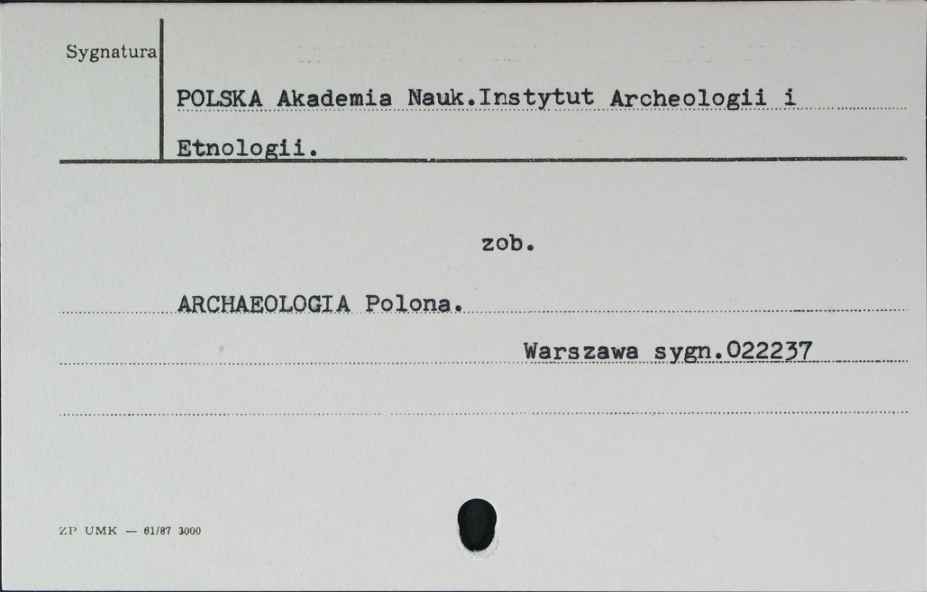 Sygnatura
POLSKA Akademia Nauk.Instytut Archeologii i
Etnologii.
zob.
ARCHAEOLOGIA Polona.
Warszawa sygn.022237
ZP UMK — 61/87 3000